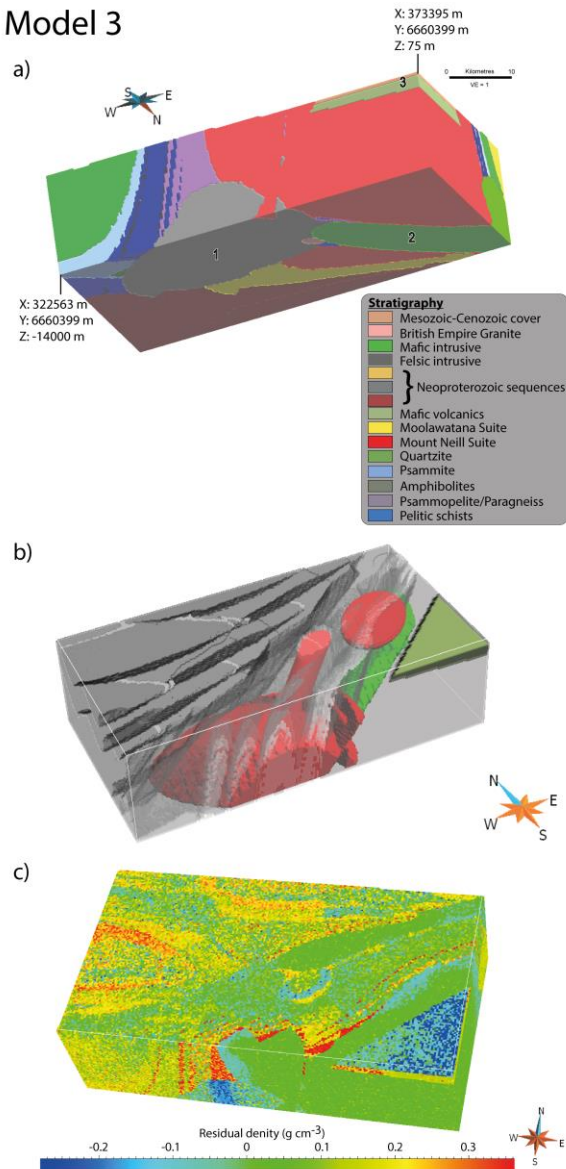 Model 3
X: 373395 m
Y: 6660399 m
Z: 75 m
a)
Kilometres
0 10
VE = 1
S
E
W
N
3
1
2
X: 322563 m
Y: 6660399 m
Z: -14000 m
Stratigraphy
Mesozoic-Cenozoic cover
British Empire Granite
Mafic intrusive
Felsic intrusive
} Neoproterozoic sequences
Mafic volcanics
Moolawatana Suite
Mount Neill Suite
Quartzite
Psammite
Amphibolites
Psammopelite/Paragneiss
Pelitic schists
b)
N
E
W
S
c)
Residual denity (g cm⁻³)
-0.2 -0.1 0 0.1 0.2 0.3
N
W E
S